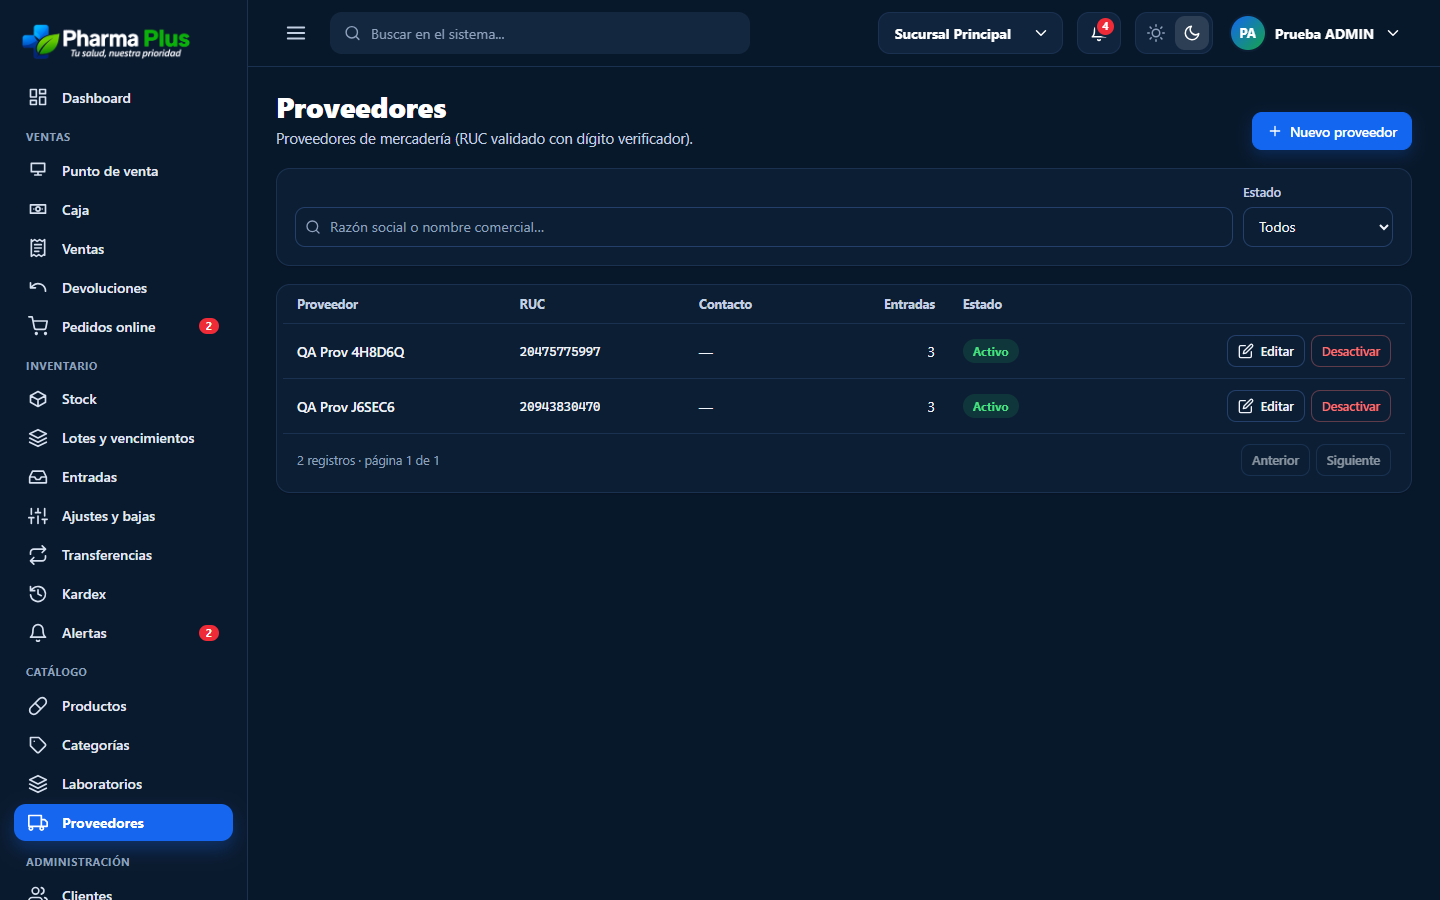 Pharma Plus
Tu salud, nuestra prioridad
Buscar en el sistema...
Sucursal Principal
4
PA
Prueba ADMIN
Dashboard
VENTAS
Punto de venta
Caja
Ventas
Devoluciones
Pedidos online
2
INVENTARIO
Stock
Lotes y vencimientos
Entradas
Ajustes y bajas
Transferencias
Kardex
Alertas
2
CATÁLOGO
Productos
Categorías
Laboratorios
Proveedores
ADMINISTRACIÓN
Clientes
Proveedores
Proveedores de mercadería (RUC validado con dígito verificador).
+ Nuevo proveedor
Estado
Razón social o nombre comercial...
Todos
Proveedor RUC Contacto Entradas Estado
QA Prov 4H8D6Q 20475775997 — 3 Activo Editar Desactivar
QA Prov J6SEC6 20943830470 — 3 Activo Editar Desactivar
2 registros · página 1 de 1
Anterior Siguiente